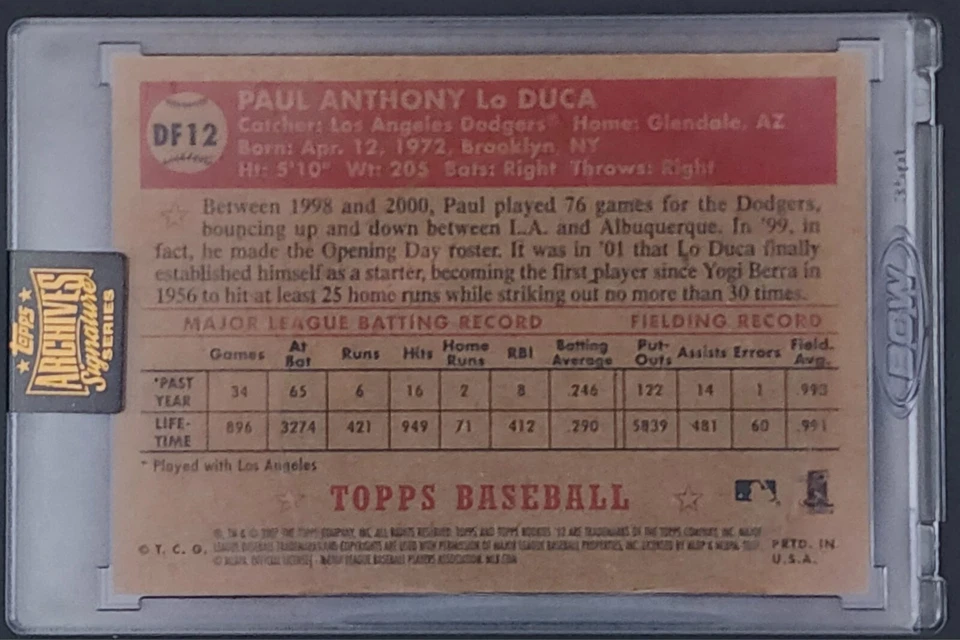 PAUL ANTHONY Lo DUCA
DF12
Catcher: Los Angeles Dodgers® Home: Glendale, AZ
Born: Apr. 12, 1972, Brooklyn, NY
Ht: 5'10" Wt: 205 Bats: Right Throws: Right
Between 1998 and 2000, Paul played 76 games for the Dodgers,
bouncing up and down between L.A. and Albuquerque. In '99, in
fact, he made the Opening Day roster. It was in '01 that Lo Duca finally
established himself as a starter, becoming the first player since Yogi Berra in
1956 to hit at least 25 home runs while striking out no more than 30 times.
MAJOR LEAGUE BATTING RECORD FIELDING RECORD
Games At Bat Runs Hits Home Runs RBI Batting Average Put-Outs Assists Errors Field. Avg.
*PAST YEAR 34 65 6 16 2 8 .246 122 14 1 .993
LIFE-TIME 896 3274 421 949 71 412 .290 5839 481 60 .991
* Played with Los Angeles
TOPPS BASEBALL
© T. C. G.
PRTD. IN
U.S.A.
TOPPS
ARCHIVES
Signature
SERIES
35pt
BCW